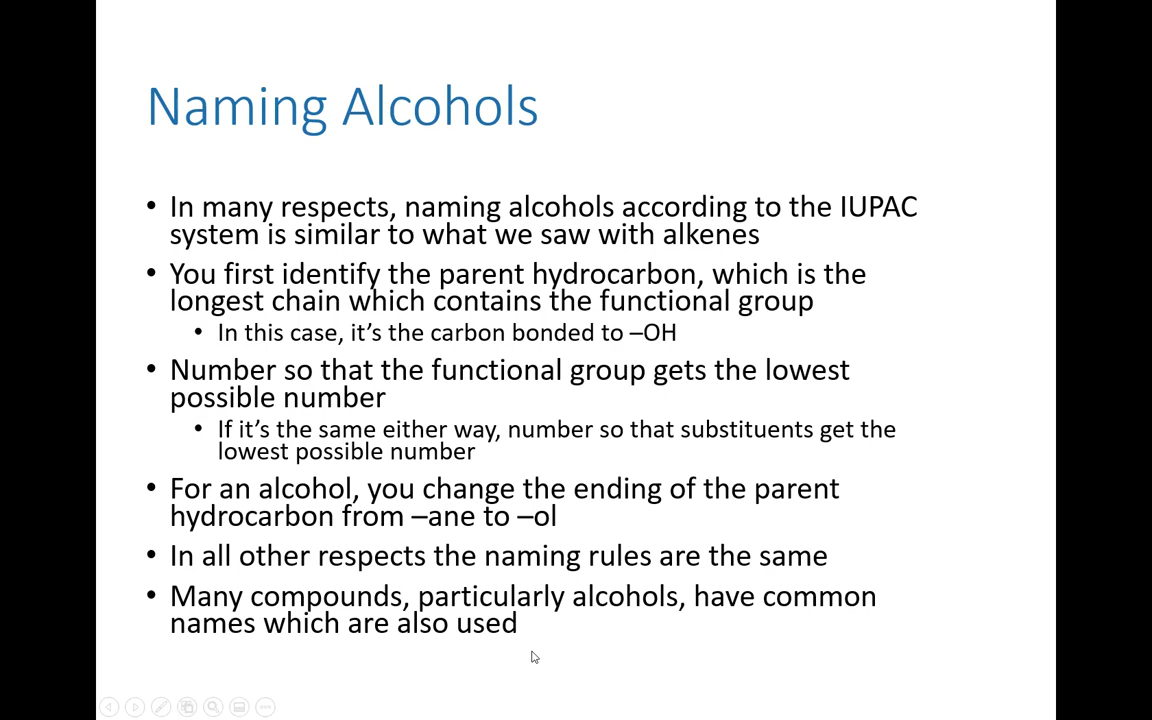 Naming Alcohols
• In many respects, naming alcohols according to the IUPAC
system is similar to what we saw with alkenes
• You first identify the parent hydrocarbon, which is the
longest chain which contains the functional group
• In this case, it's the carbon bonded to –OH
• Number so that the functional group gets the lowest
possible number
• If it's the same either way, number so that substituents get the
lowest possible number
• For an alcohol, you change the ending of the parent
hydrocarbon from –ane to –ol
• In all other respects the naming rules are the same
• Many compounds, particularly alcohols, have common
names which are also used